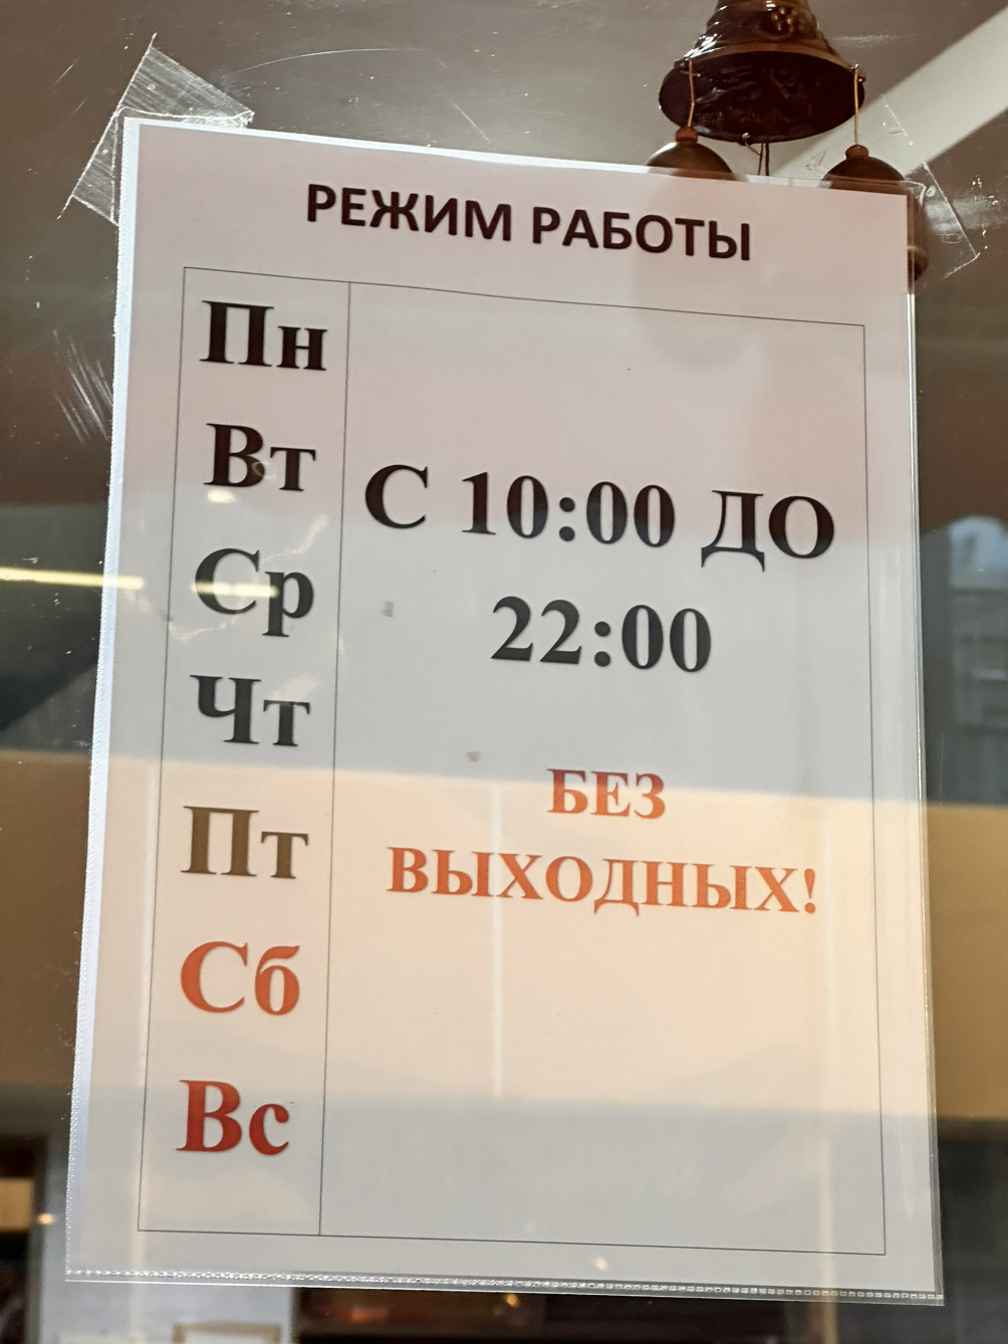 РЕЖИМ РАБОТЫ
Пн
Вт
Ср
Чт
Пт
Сб
Вс
С 10:00 ДО
22:00
БЕЗ
ВЫХОДНЫХ!